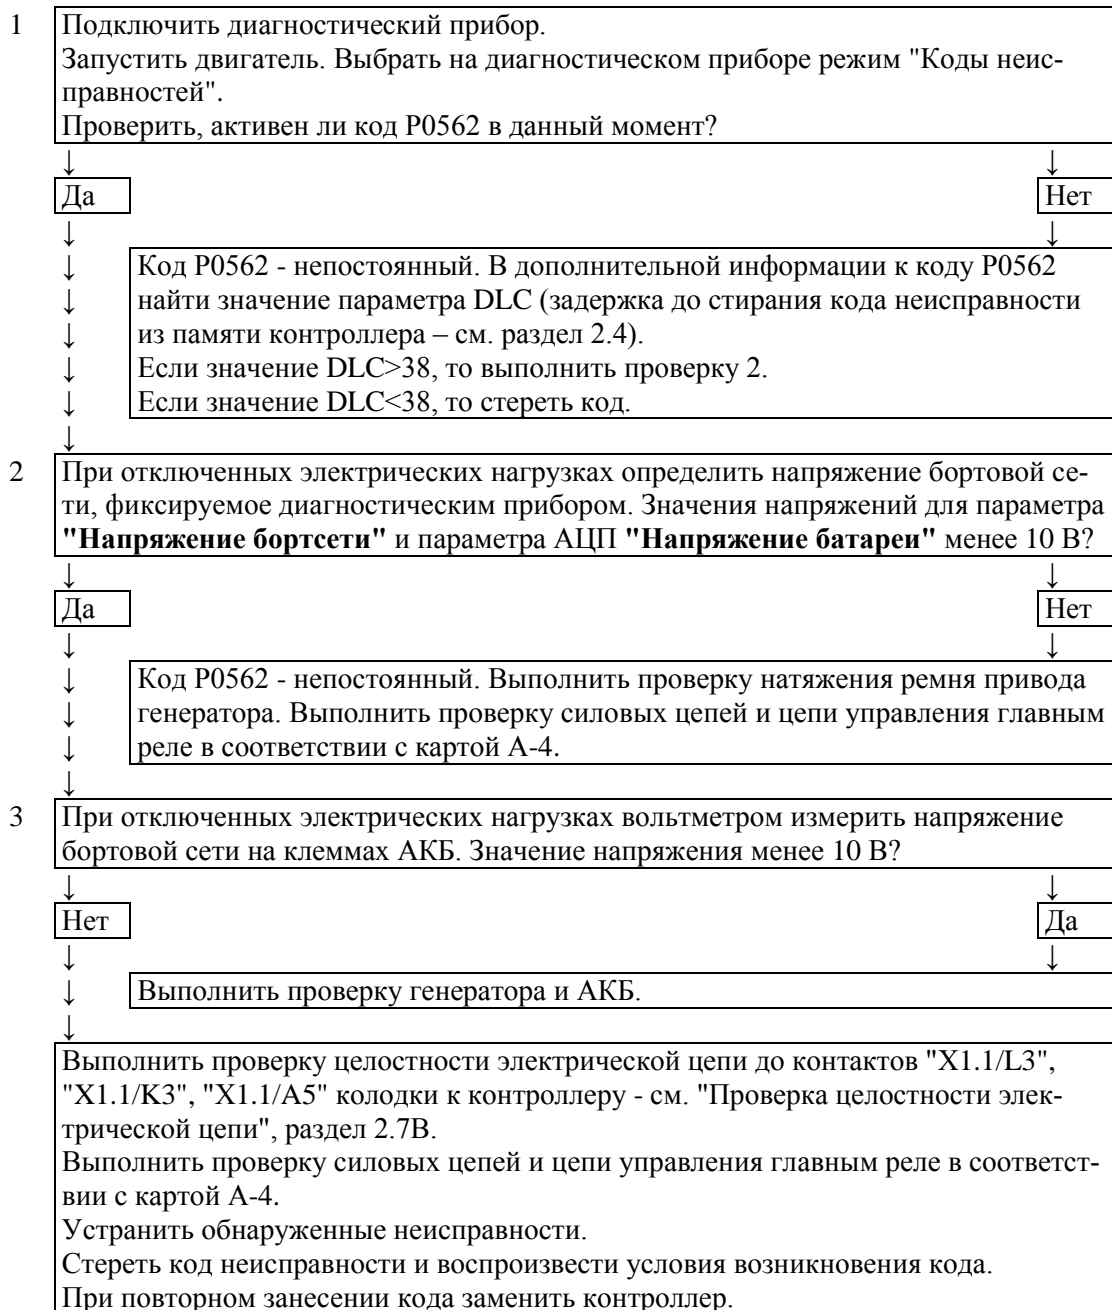 1 Подключить диагностический прибор.
Запустить двигатель. Выбрать на диагностическом приборе режим "Коды неис-
правностей".
Проверить, активен ли код Р0562 в данный момент?
↓ ↓
Да Нет
↓ ↓
↓ Код Р0562 - непостоянный. В дополнительной информации к коду Р0562
↓ найти значение параметра DLC (задержка до стирания кода неисправности
↓ из памяти контроллера – см. раздел 2.4).
↓ Если значение DLC>38, то выполнить проверку 2.
↓ Если значение DLC<38, то стереть код.
↓
2 При отключенных электрических нагрузках определить напряжение бортовой се-
ти, фиксируемое диагностическим прибором. Значения напряжений для параметра
"Напряжение бортсети" и параметра АЦП "Напряжение батареи" менее 10 В?
↓ ↓
Да Нет
↓ ↓
↓ Код Р0562 - непостоянный. Выполнить проверку натяжения ремня привода
↓ генератора. Выполнить проверку силовых цепей и цепи управления главным
↓ реле в соответствии с картой А-4.
↓
3 При отключенных электрических нагрузках вольтметром измерить напряжение
бортовой сети на клеммах АКБ. Значение напряжения менее 10 В?
↓ ↓
Нет Да
↓ ↓
↓ Выполнить проверку генератора и АКБ.
↓
Выполнить проверку целостности электрической цепи до контактов "Х1.1/L3",
"Х1.1/K3", "Х1.1/A5" колодки к контроллеру - см. "Проверка целостности элек-
трической цепи", раздел 2.7В.
Выполнить проверку силовых цепей и цепи управления главным реле в соответст-
вии с картой А-4.
Устранить обнаруженные неисправности.
Стереть код неисправности и воспроизвести условия возникновения кода.
При повторном занесении кода заменить контроллер.